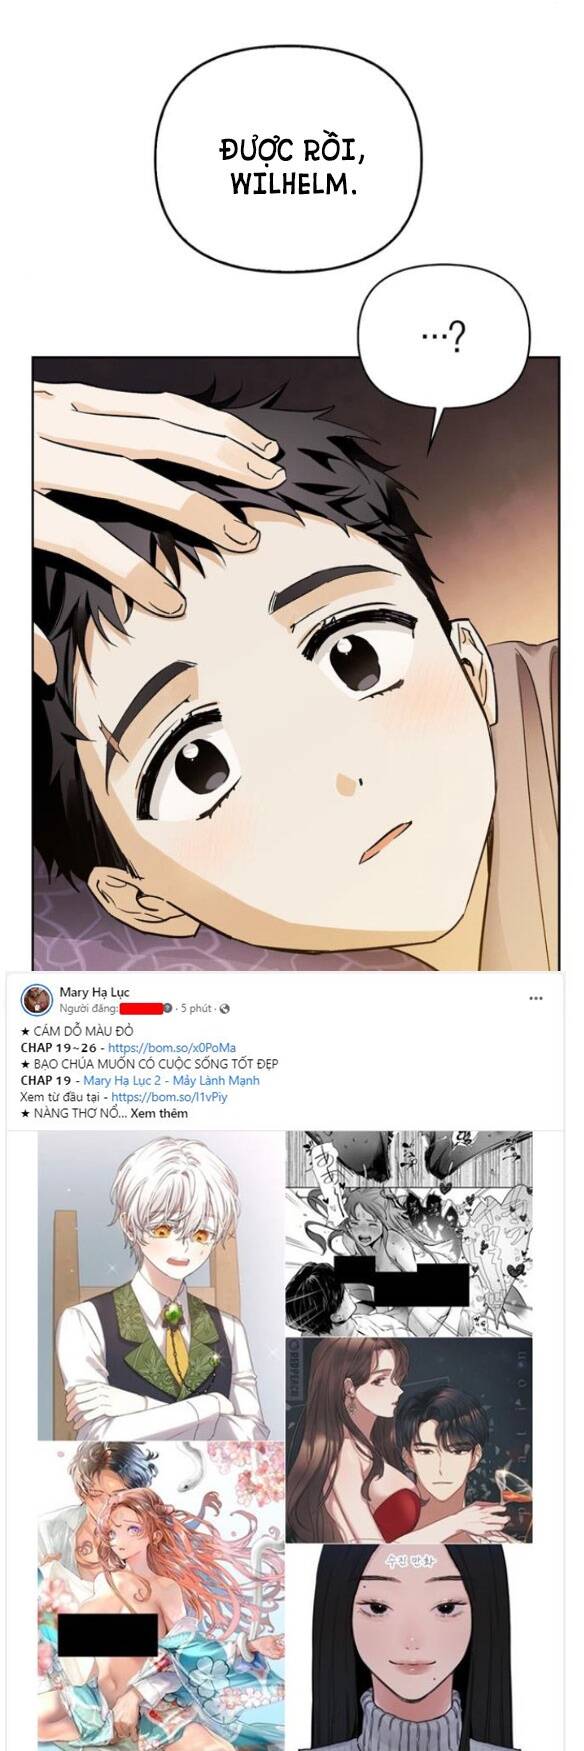 ĐƯỢC RỒI,
WILHELM.
...?
Mary Hạ Lục
Người đăng: · 5 phút ·
★ CÁM DỖ MÀU ĐỎ
CHAP 19~26 - https://bom.so/x0PoMa
★ BẠO CHÚA MUỐN CÓ CUỘC SỐNG TỐT ĐẸP
CHAP 19 - Mary Hạ Lục 2 - Mảy Lành Mạnh
Xem từ đầu tại - https://bom.so/l1vPiy
★ NÀNG THƠ NỔ... Xem thêm
REDPEACH
수진 만화